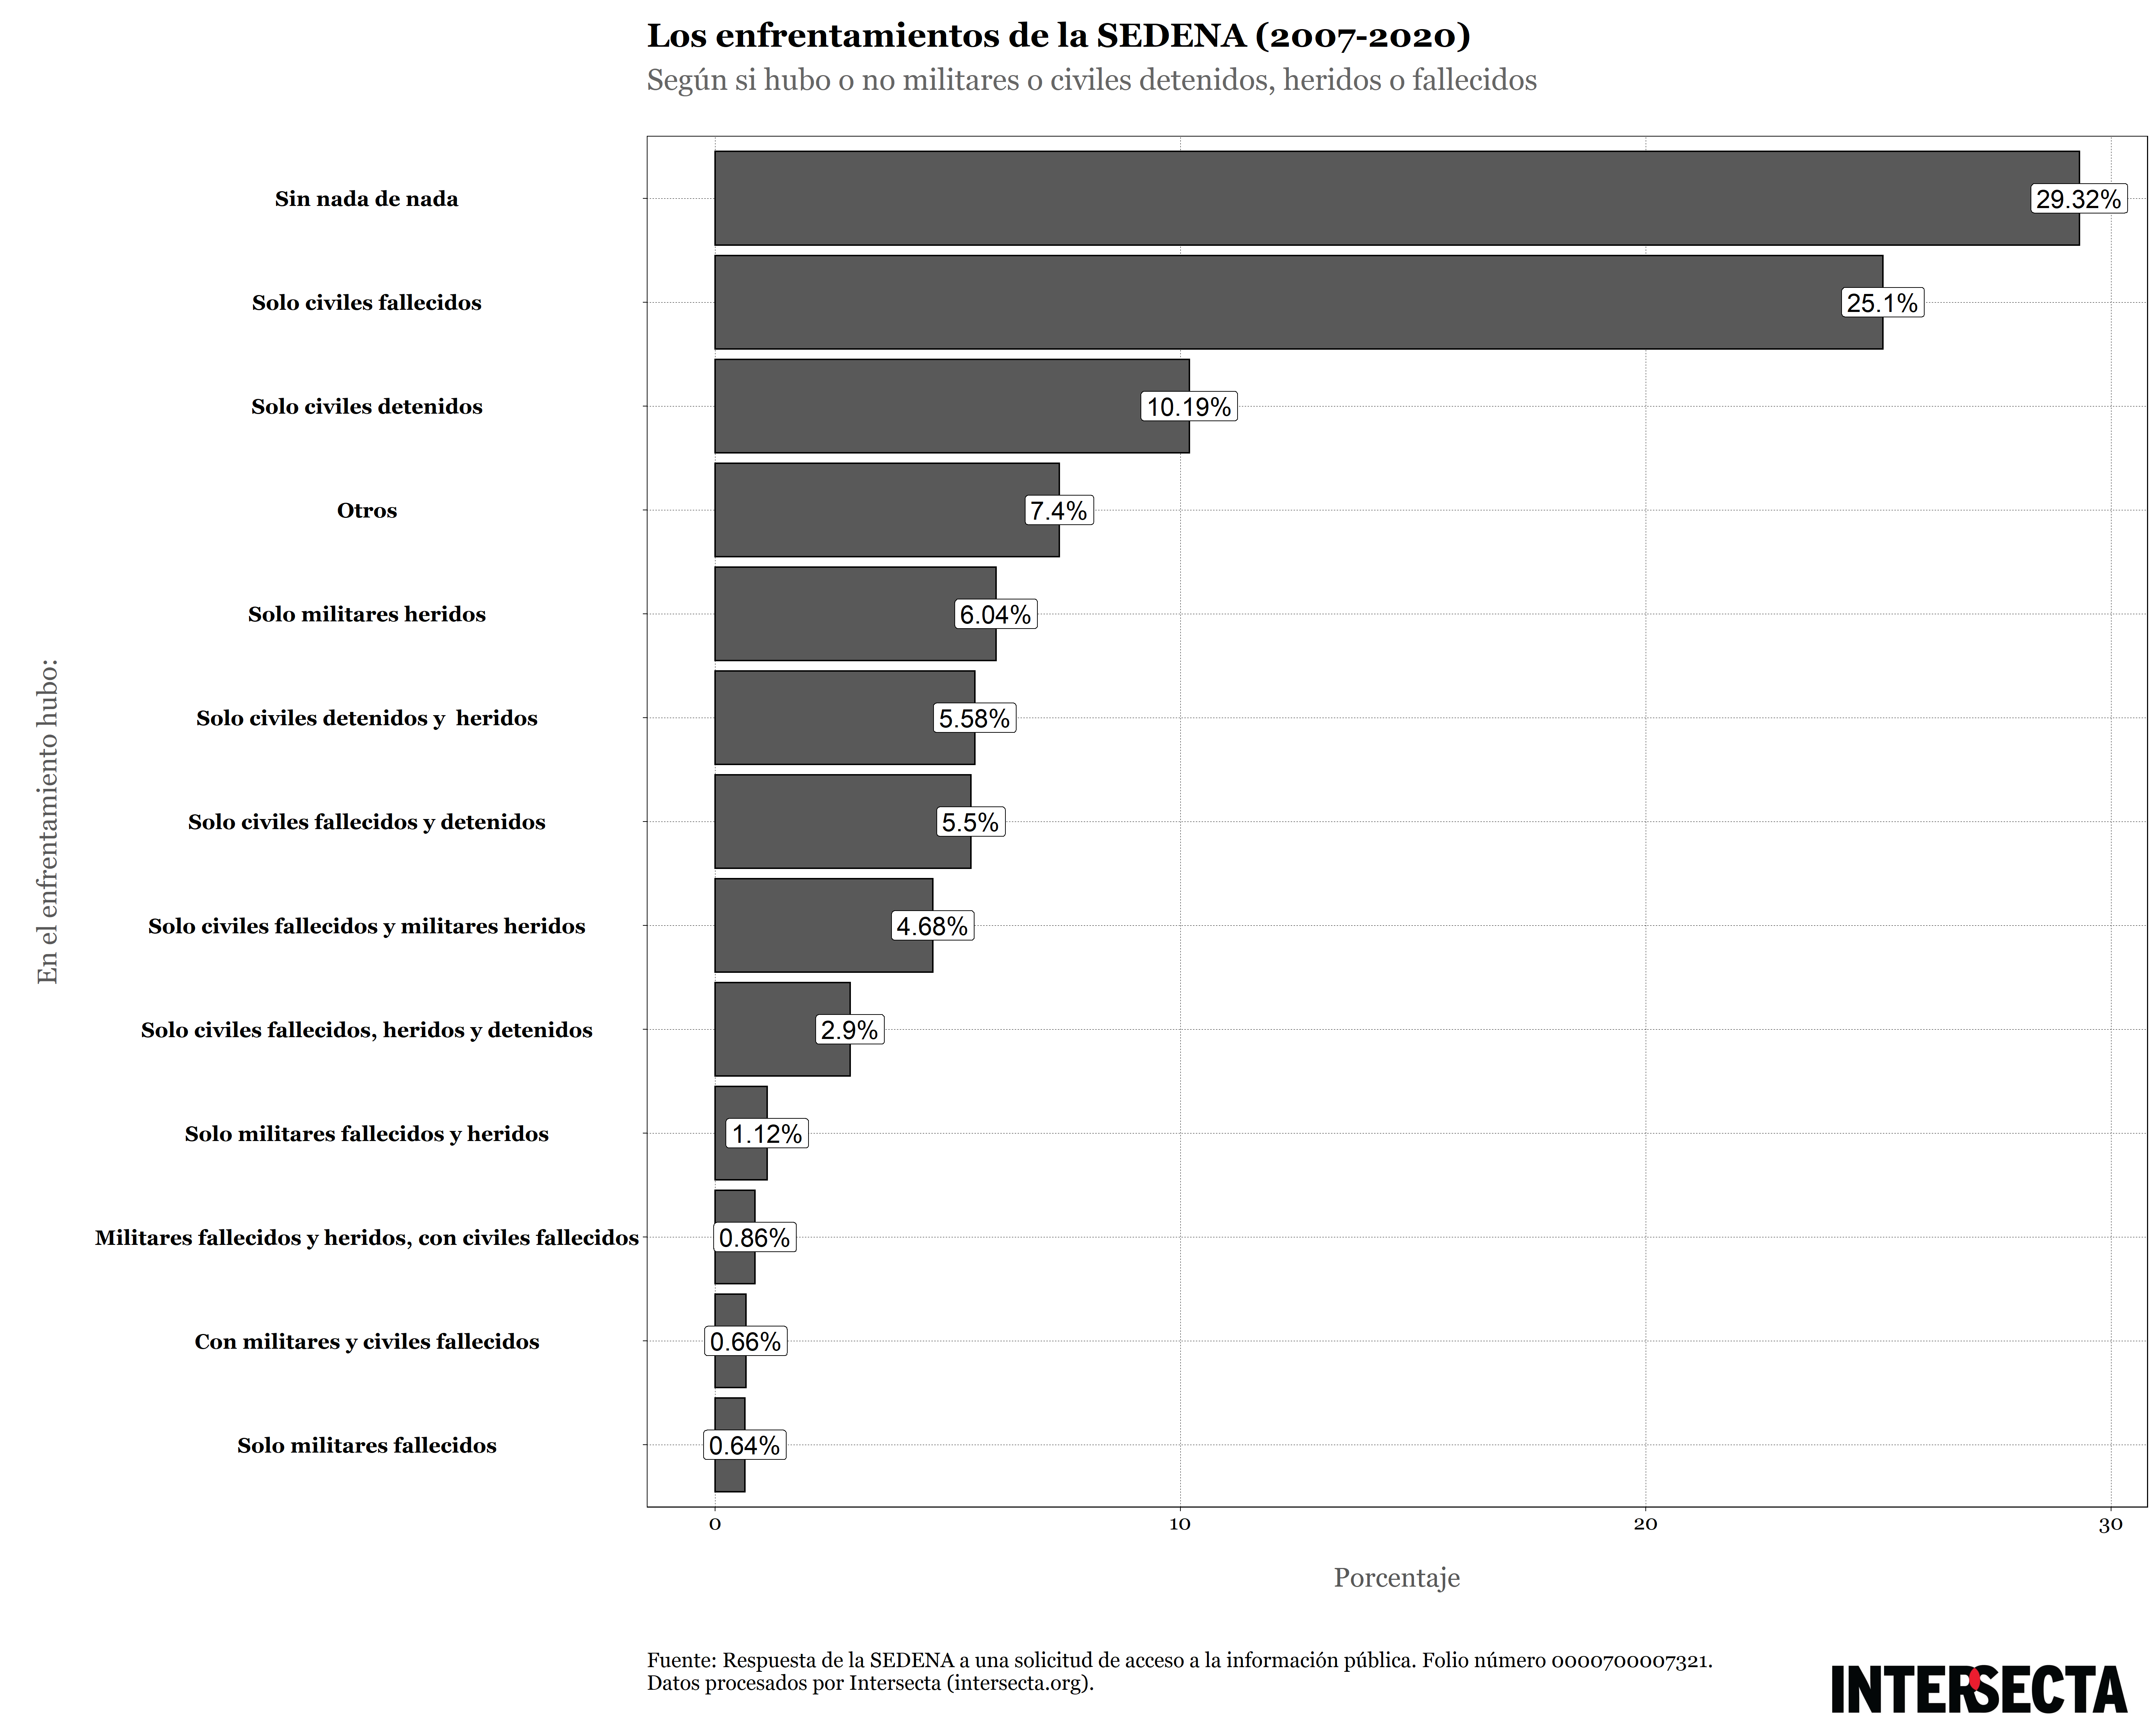 Los enfrentamientos de la SEDENA (2007-2020)
Según si hubo o no militares o civiles detenidos, heridos o fallecidos
En el enfrentamiento hubo:
Sin nada de nada
29.32%
Solo civiles fallecidos
25.1%
Solo civiles detenidos
10.19%
Otros
7.4%
Solo militares heridos
6.04%
Solo civiles detenidos y  heridos
5.58%
Solo civiles fallecidos y detenidos
5.5%
Solo civiles fallecidos y militares heridos
4.68%
Solo civiles fallecidos, heridos y detenidos
2.9%
Solo militares fallecidos y heridos
1.12%
Militares fallecidos y heridos, con civiles fallecidos
0.86%
Con militares y civiles fallecidos
0.66%
Solo militares fallecidos
0.64%
0 10 20 30
Porcentaje
Fuente: Respuesta de la SEDENA a una solicitud de acceso a la información pública. Folio número 0000700007321.
Datos procesados por Intersecta (intersecta.org).
INTERSECTA